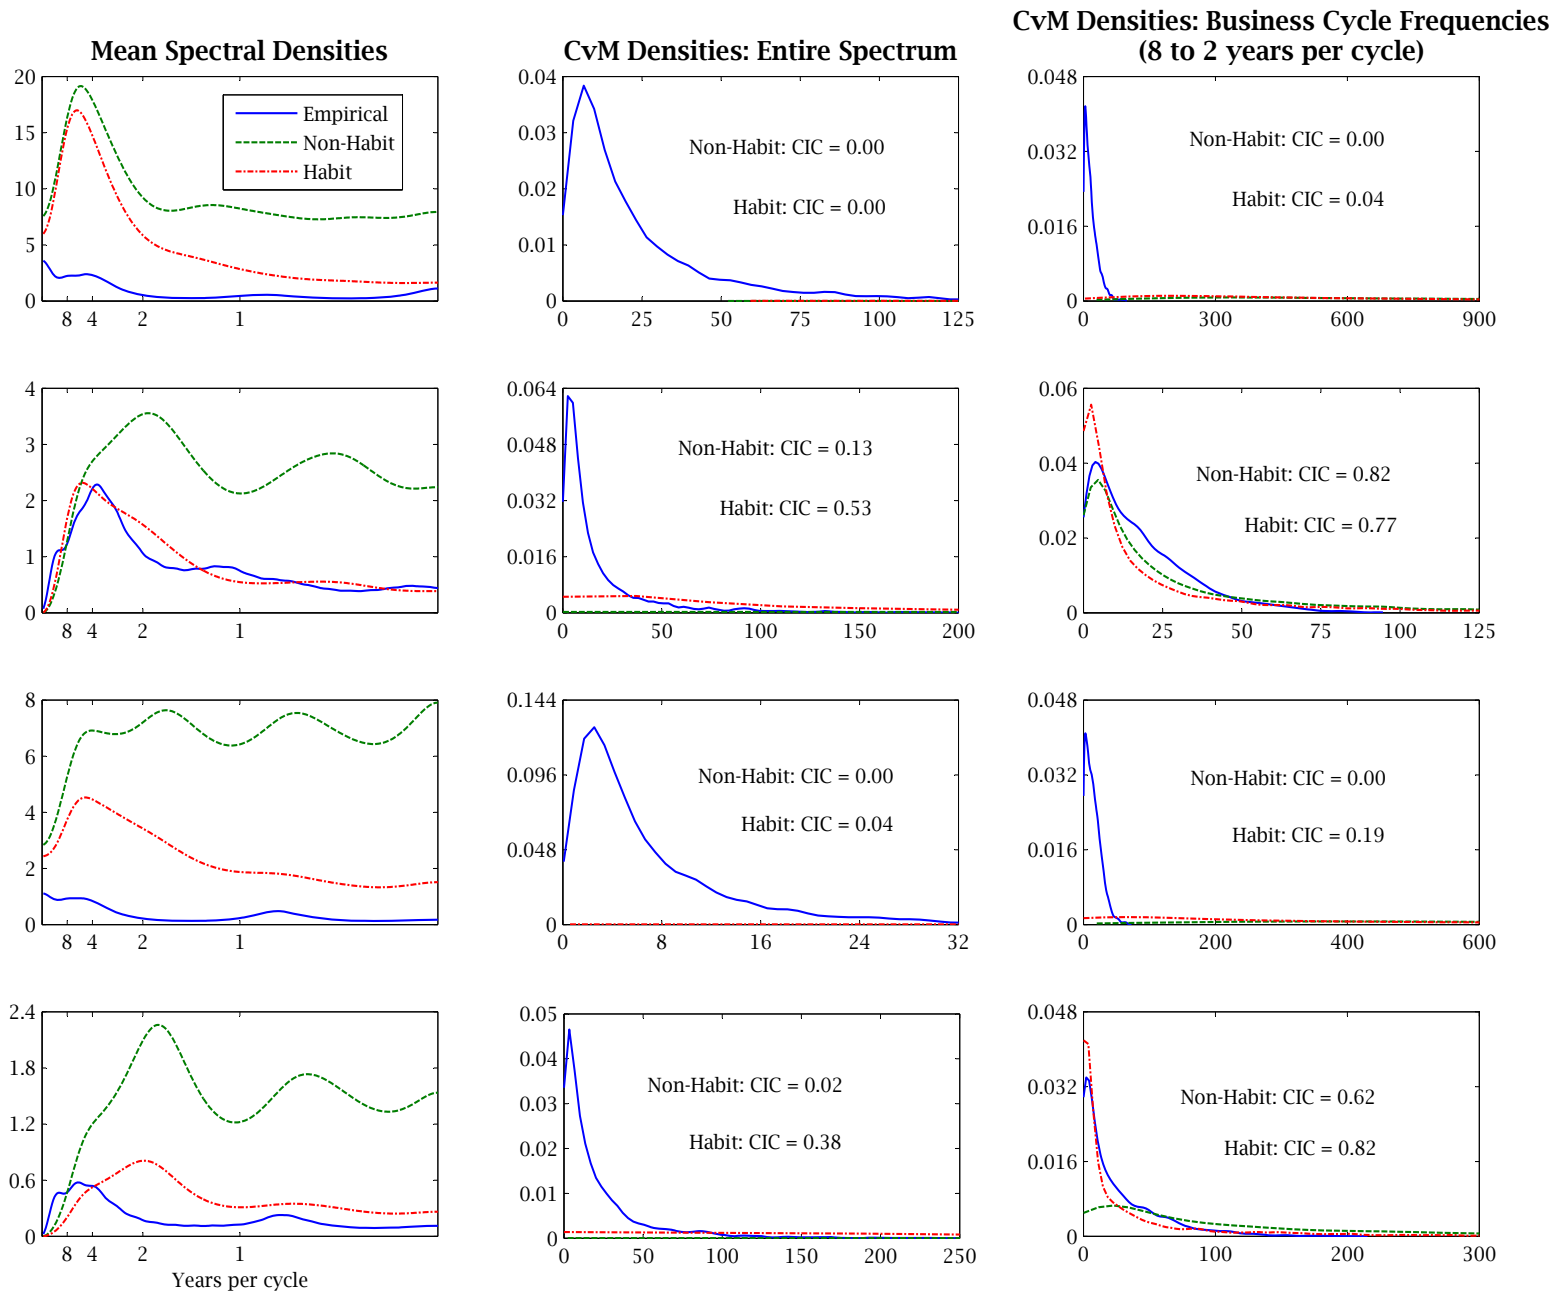 Mean Spectral Densities
CvM Densities: Entire Spectrum
CvM Densities: Business Cycle Frequencies
(8 to 2 years per cycle)
20
15
10
5
0
8 4 2 1
Empirical
Non-Habit
Habit
0.04
0.03
0.02
0.01
0
0 25 50 75 100 125
Non-Habit: CIC = 0.00
Habit: CIC = 0.00
0.048
0.032
0.016
0
0 300 600 900
Non-Habit: CIC = 0.00
Habit: CIC = 0.04
4
3
2
1
0
8 4 2 1
0.064
0.048
0.032
0.016
0
0 50 100 150 200
Non-Habit: CIC = 0.13
Habit: CIC = 0.53
0.06
0.04
0.02
0
0 25 50 75 100 125
Non-Habit: CIC = 0.82
Habit: CIC = 0.77
8
6
4
2
0
8 4 2 1
0.144
0.096
0.048
0
0 8 16 24 32
Non-Habit: CIC = 0.00
Habit: CIC = 0.04
0.048
0.032
0.016
0
0 200 400 600
Non-Habit: CIC = 0.00
Habit: CIC = 0.19
2.4
1.8
1.2
0.6
0
8 4 2 1
Years per cycle
0.05
0.04
0.03
0.02
0.01
0
0 50 100 150 200 250
Non-Habit: CIC = 0.02
Habit: CIC = 0.38
0.048
0.032
0.016
0
0 100 200 300
Non-Habit: CIC = 0.62
Habit: CIC = 0.82